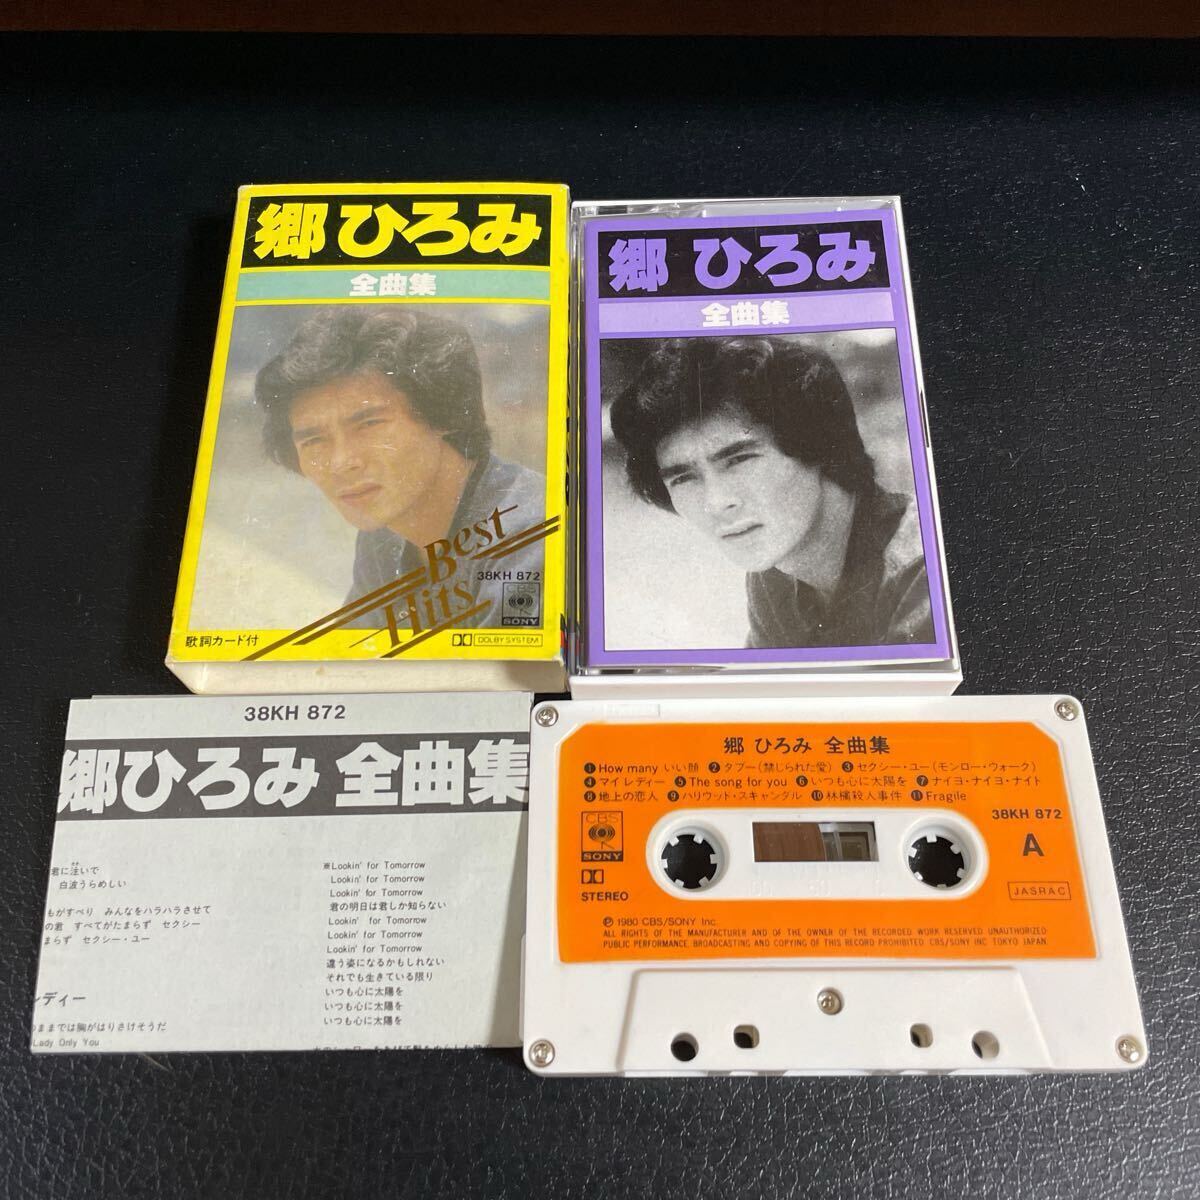 郷 ひろみ
全曲集
Best
Hits
38KH 872
CBS
SONY
歌詞カード付
DOLBY SYSTEM
郷 ひろみ
全曲集
38KH 872
郷ひろみ 全曲集
君に注いで
白波うらめしい
もがすべり みんなをハラハラさせて
の君 すべてがたまらず セクシー
まらず セクシー・ユー
ンディー
ままでは胸がはりさけそうだ
Lady Only You
※Lookin' for Tomorrow
Lookin' for Tomorrow
Lookin' for Tomorrow
君の明日は君しか知らない
Lookin' for Tomorrow
Lookin' for Tomorrow
Lookin' for Tomorrow
違う姿になるかもしれない
それでも生きている限り
いつも心に太陽を
いつも心に太陽を
いつも心に太陽を
郷 ひろみ 全曲集
❶How many いい顔 ❷タブー(禁じられた愛) ❸セクシー・ユー(モンロー・ウォーク)
❹マイ レディー ❺The song for you ❻いつも心に太陽を ❼ナイヨ・ナイヨ・ナイト
❽地上の恋人 ❾ハリウッド・スキャンダル ❿林檎殺人事件 ⓫Fragile
38KH 872
CBS
SONY
A
STEREO
JASRAC
℗ 1980 CBS/SONY Inc.
ALL RIGHTS OF THE MANUFACTURER AND OF THE OWNER OF THE RECORDED WORK RESERVED UNAUTHORIZED
PUBLIC PERFORMANCE BROADCASTING AND COPYING OF THIS RECORD PROHIBITED CBS/SONY INC TOKYO JAPAN